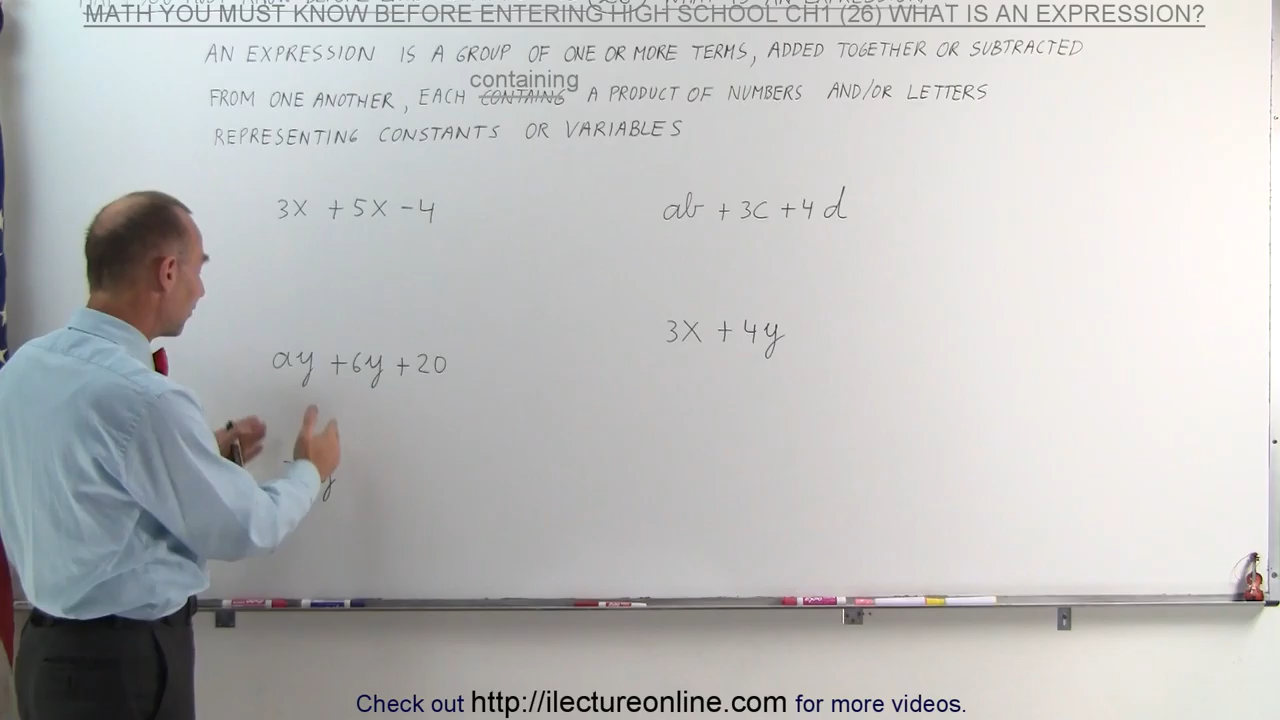 MATH YOU MUST KNOW BEFORE ENTERING HIGH SCHOOL CH1 (26) WHAT IS AN EXPRESSION?
AN EXPRESSION IS A GROUP OF ONE OR MORE TERMS, ADDED TOGETHER OR SUBTRACTED
containing
FROM ONE ANOTHER, EACH CONTAING A PRODUCT OF NUMBERS AND/OR LETTERS
REPRESENTING CONSTANTS OR VARIABLES
3X + 5X - 4
ab + 3c + 4d
3X + 4y
ay + 6y + 20
y
Check out http://ilectureonline.com for more videos.